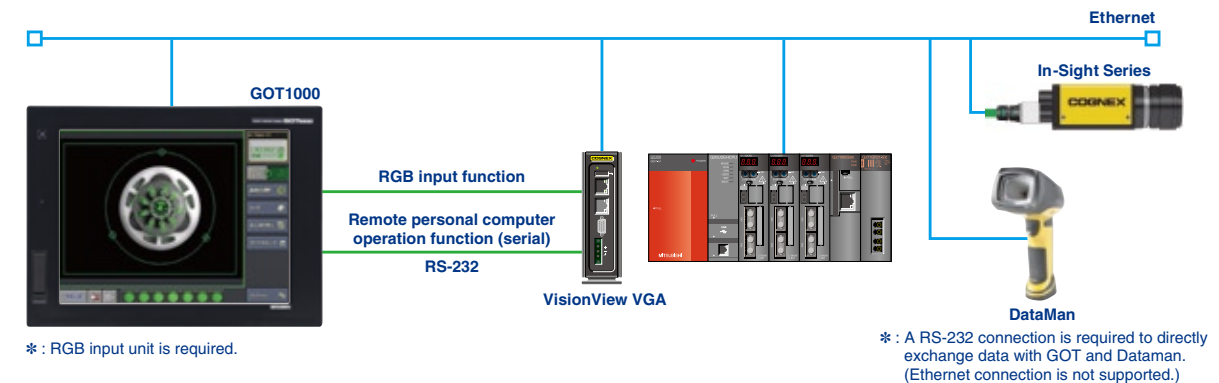 Ethernet
In-Sight Series
GOT1000
COGNEX
COGNEX
RGB input function
Remote personal computer
operation function (serial)
RS-232
VisionView VGA
DataMan
✻ : RGB input unit is required.
✻ : A RS-232 connection is required to directly
exchange data with GOT and Dataman.
(Ethernet connection is not supported.)